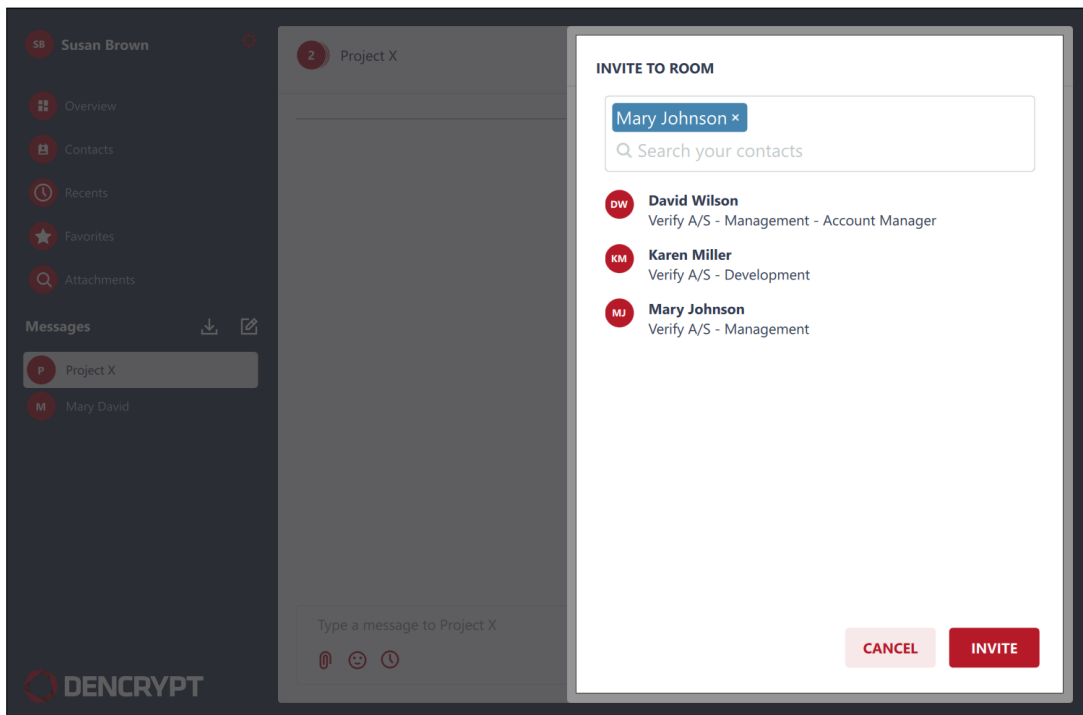 SB Susan Brown
Overview
Contacts
Recents
Favorites
Attachments
Messages
P Project X
M Mary David
DENCRYPT
2 Project X
Type a message to Project X
INVITE TO ROOM
Mary Johnson ×
Search your contacts
DW David Wilson
Verify A/S - Management - Account Manager
KM Karen Miller
Verify A/S - Development
MJ Mary Johnson
Verify A/S - Management
CANCEL INVITE